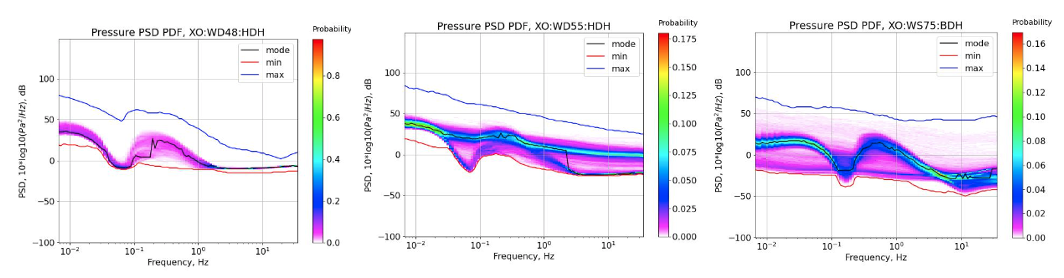 Pressure PSD PDF, XO:WD48:HDH
Probability
mode
min
max
100
50
0
−50
−100
PSD, 10*log10(Pa²/Hz), dB
10⁻² 10⁻¹ 10⁰ 10¹
Frequency, Hz
0.8
0.6
0.4
0.2
0.0
Pressure PSD PDF, XO:WD55:HDH
Probability
mode
min
max
100
50
0
−50
−100
PSD, 10*log10(Pa²/Hz), dB
10⁻² 10⁻¹ 10⁰ 10¹
Frequency, Hz
0.175
0.150
0.125
0.100
0.075
0.050
0.025
0.000
Pressure PSD PDF, XO:WS75:BDH
Probability
mode
min
max
100
50
0
−50
−100
PSD, 10*log10(Pa²/Hz), dB
10⁻² 10⁻¹ 10⁰ 10¹
Frequency, Hz
0.16
0.14
0.12
0.10
0.08
0.06
0.04
0.02
0.00